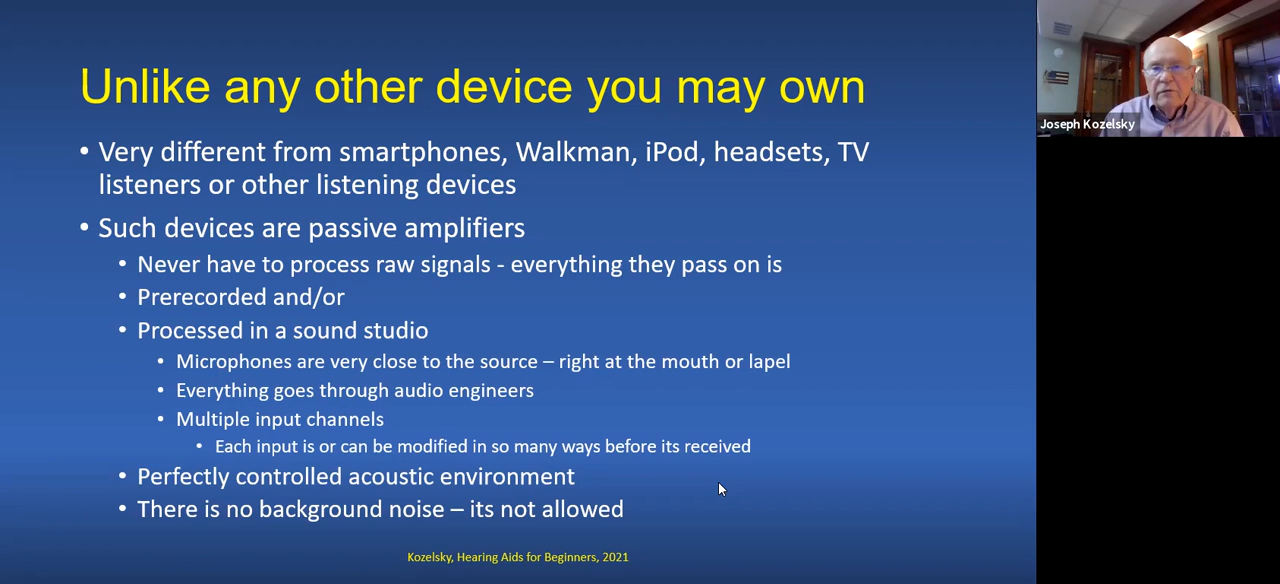 Unlike any other device you may own
• Very different from smartphones, Walkman, iPod, headsets, TV
listeners or other listening devices
• Such devices are passive amplifiers
• Never have to process raw signals - everything they pass on is
• Prerecorded and/or
• Processed in a sound studio
• Microphones are very close to the source – right at the mouth or lapel
• Everything goes through audio engineers
• Multiple input channels
• Each input is or can be modified in so many ways before its received
• Perfectly controlled acoustic environment
• There is no background noise – its not allowed
Kozelsky, Hearing Aids for Beginners, 2021
Joseph Kozelsky